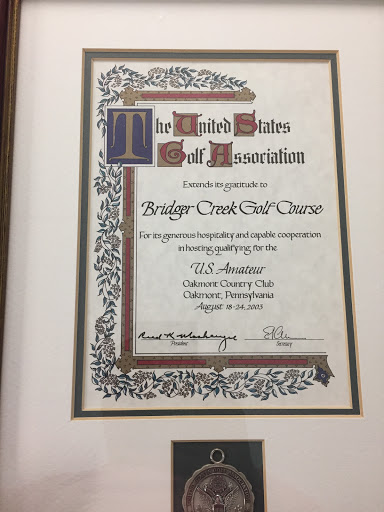 The United States
Golf Association
Extends its gratitude to
Bridger Creek Golf Course
For its generous hospitality and capable cooperation
in hosting qualifying for the
U.S. Amateur
Oakmont Country Club
Oakmont, Pennsylvania
August 18-24, 2003
President Secretary